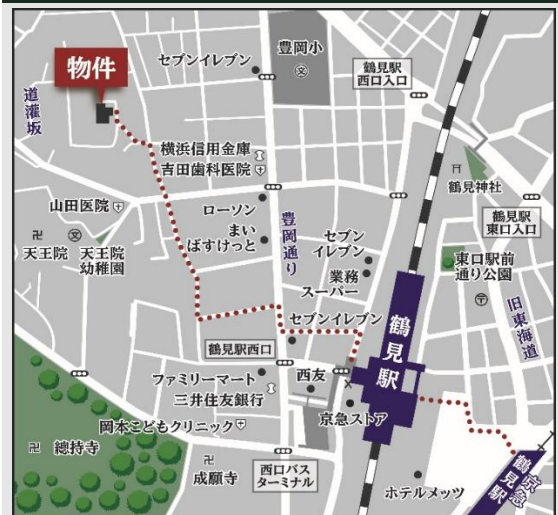 セブンイレブン
豊岡小
鶴見駅
西口入口
物件
道灌坂
横浜信用金庫
吉田歯科医院
鶴見神社
山田医院
ローソン
豊岡通り
鶴見駅
東口入口
まい
ばすけっと
セブン
イレブン
天王院
天王院
幼稚園
業務
スーパー
東口駅前
通り公園
旧東海道
セブンイレブン
鶴見駅
鶴見駅西口
ファミリーマート
西友
三井住友銀行
京急ストア
岡本こどもクリニック
總持寺
成願寺
西口バス
ターミナル
ホテルメッツ
京急
鶴見駅